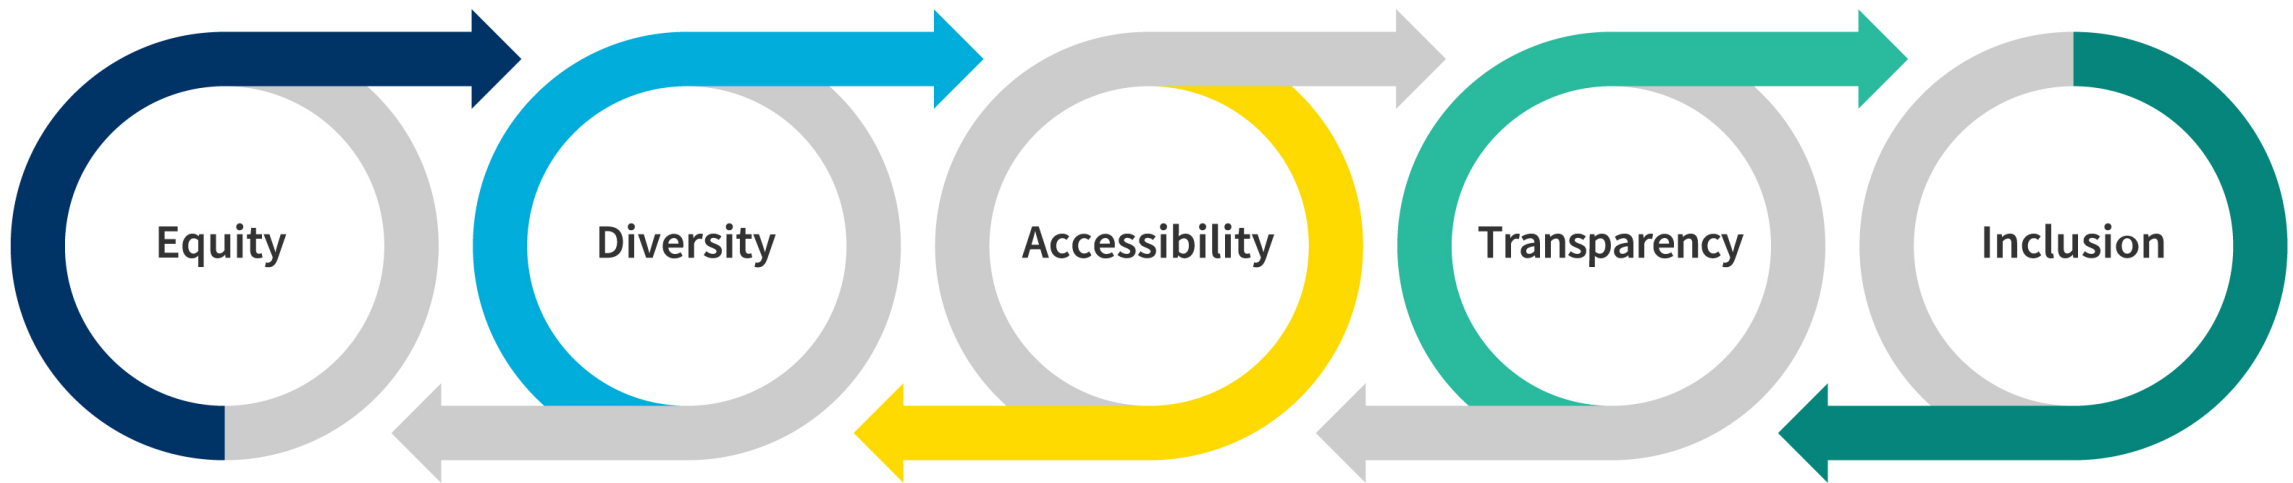 Equity
Diversity
Accessibility
Transparency
Inclusion